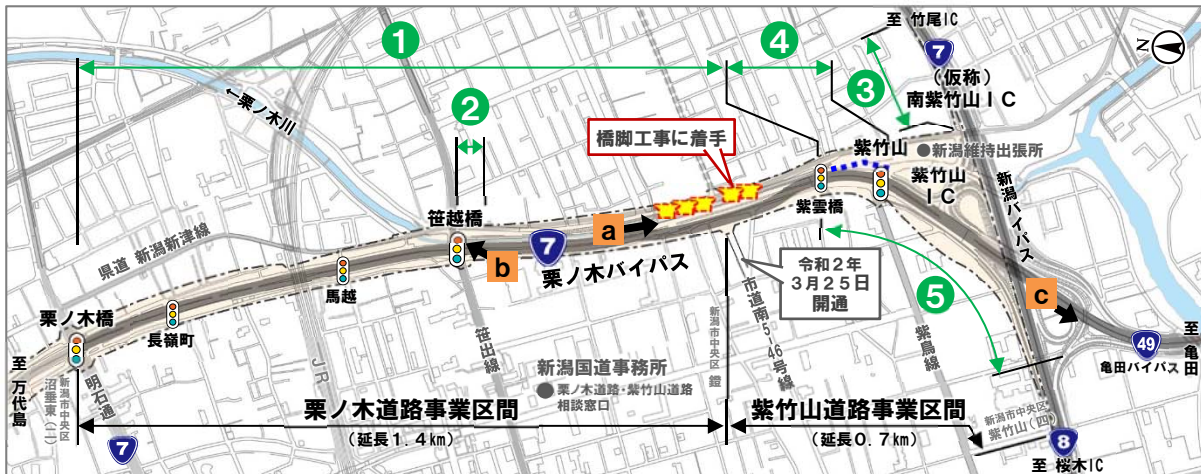 1
2
3
4
5
至 竹尾IC
7
(仮称)
南紫竹山IC
N
←栗ノ木川
橋脚工事に着手
紫竹山
●新潟維持出張所
紫竹山
IC
新潟バイパス
笹越橋
a
b
7
栗ノ木バイパス
紫雲橋
県道 新潟新津線
馬越
長嶺町
栗ノ木橋
至 万代島
新潟市中央区
沼垂東(二)
明石通
7
JR
笹出線
新潟国道事務所
●栗ノ木道路・紫竹山道路
相談窓口
新潟市中央区 鐙
市道南5-46号線
令和2年
3月25日
開通
紫鳥線
c
49
亀田バイパス
至 亀田
栗ノ木道路事業区間
(延長1.4km)
紫竹山道路事業区間
(延長0.7km)
新潟市中央区
紫竹山(四)
8
至 桜木IC